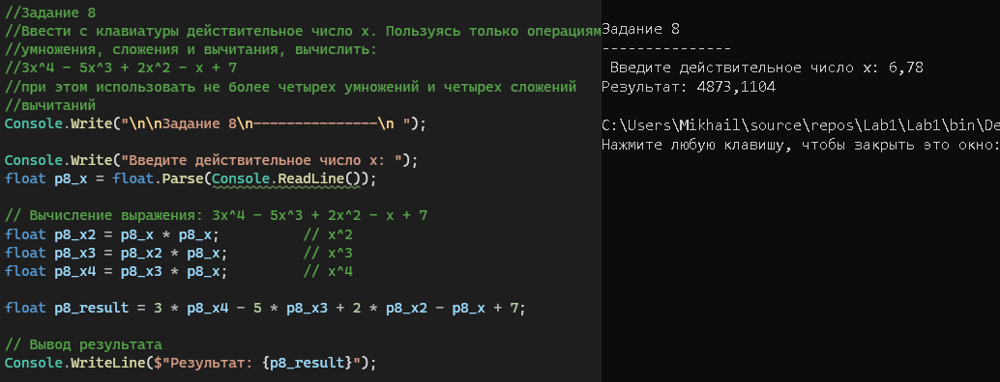 //Задание 8
//Ввести с клавиатуры действительное число x. Пользуясь только операциям
//умножения, сложения и вычитания, вычислить:
//3x^4 - 5x^3 + 2x^2 - x + 7
//при этом использовать не более четырех умножений и четырех сложений
//вычитаний
Console.Write("\n\nЗадание 8\n---------------\n ");
Console.Write("Введите действительное число x: ");
float p8_x = float.Parse(Console.ReadLine());
// Вычисление выражения: 3x^4 - 5x^3 + 2x^2 - x + 7
float p8_x2 = p8_x * p8_x; // x^2
float p8_x3 = p8_x2 * p8_x; // x^3
float p8_x4 = p8_x3 * p8_x; // x^4
float p8_result = 3 * p8_x4 - 5 * p8_x3 + 2 * p8_x2 - p8_x + 7;
// Вывод результата
Console.WriteLine($"Результат: {p8_result}");
Задание 8
---------------
Введите действительное число x: 6,78
Результат: 4873,1104
C:\Users\Mikhail\source\repos\Lab1\Lab1\bin\De
Нажмите любую клавишу, чтобы закрыть это окно: